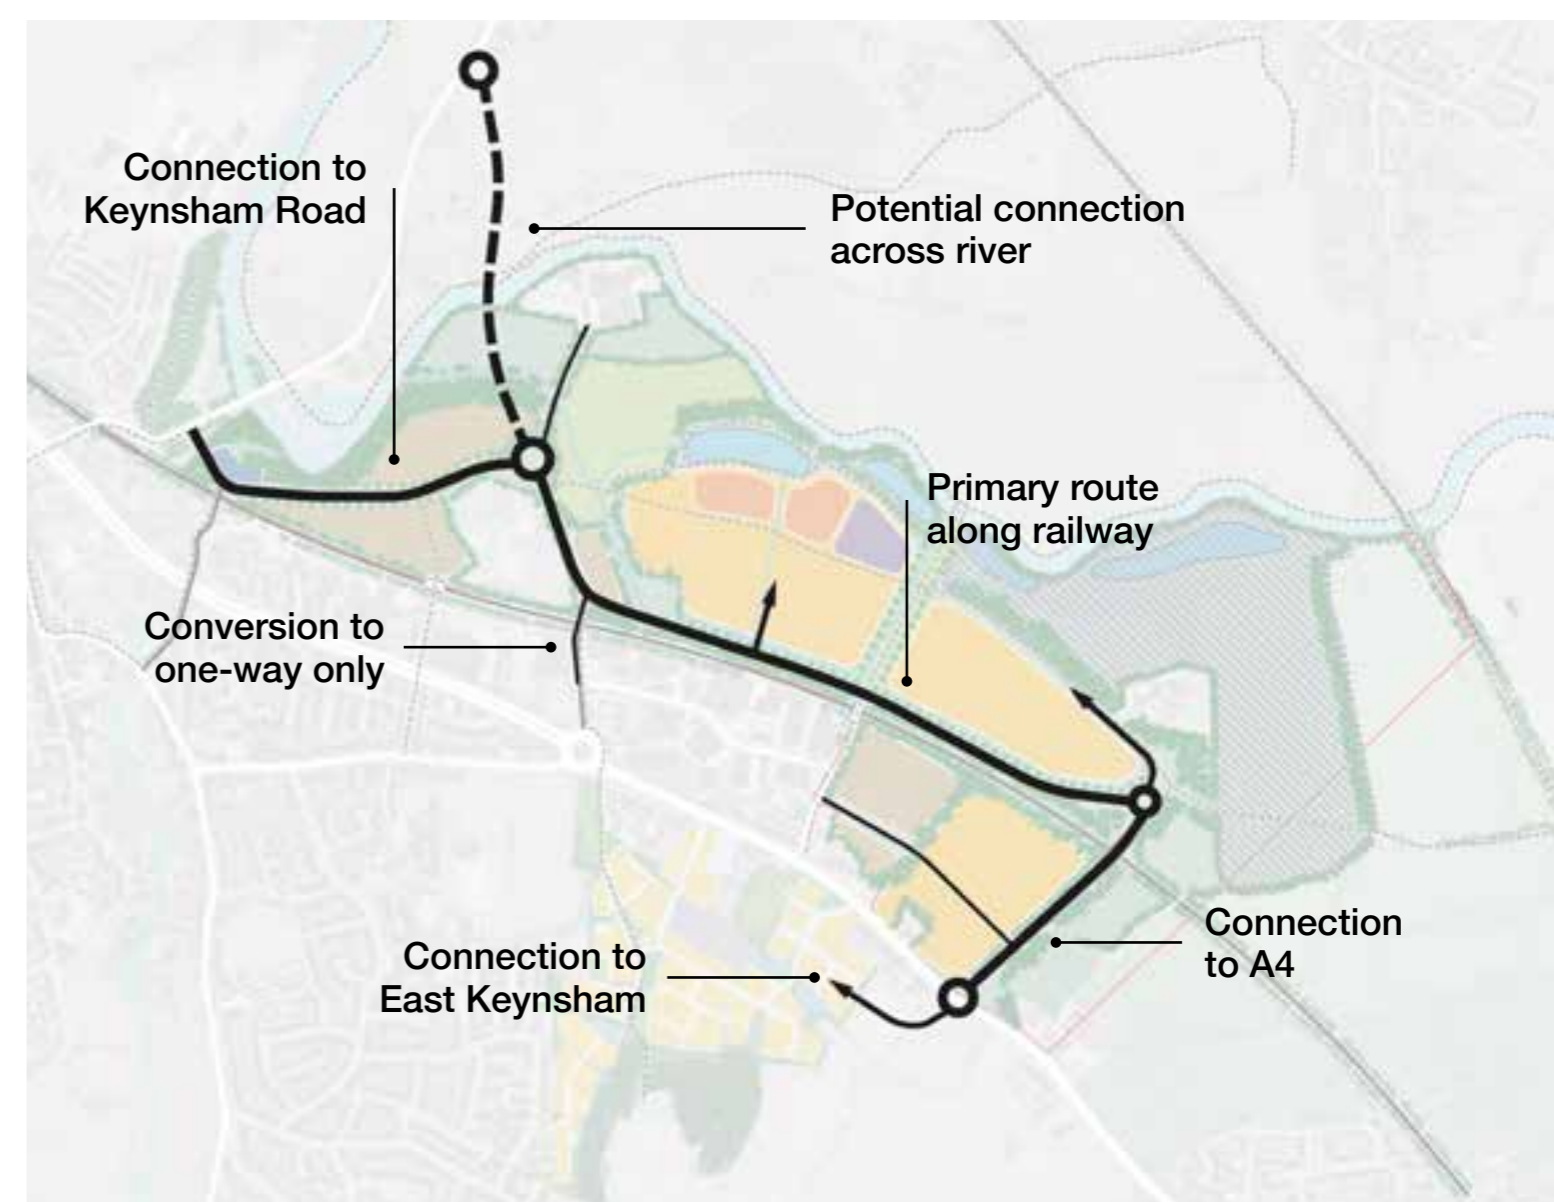 Connection to
Keynsham Road
Potential connection
across river
Primary route
along railway
Conversion to
one-way only
Connection
to A4
Connection to
East Keynsham